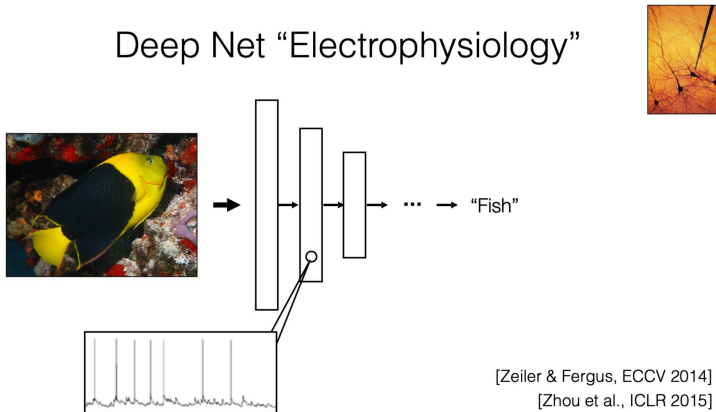 Deep Net “Electrophysiology”
... “Fish”
[Zeiler & Fergus, ECCV 2014]
[Zhou et al., ICLR 2015]